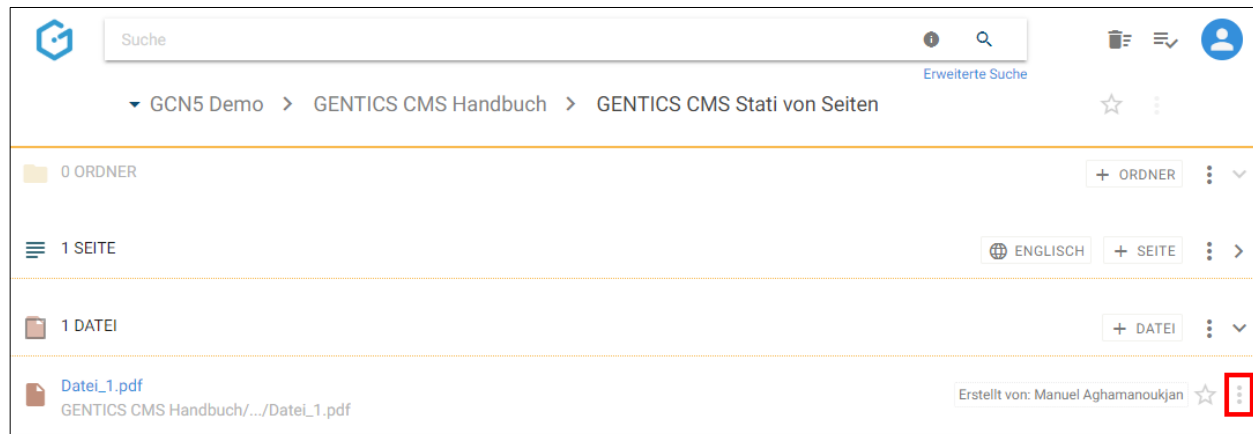 Suche
Erweiterte Suche
GCN5 Demo > GENTICS CMS Handbuch > GENTICS CMS Stati von Seiten
0 ORDNER + ORDNER
1 SEITE ENGLISCH + SEITE
1 DATEI + DATEI
Datei_1.pdf
Erstellt von: Manuel Aghamanoukjan
GENTICS CMS Handbuch/.../Datei_1.pdf